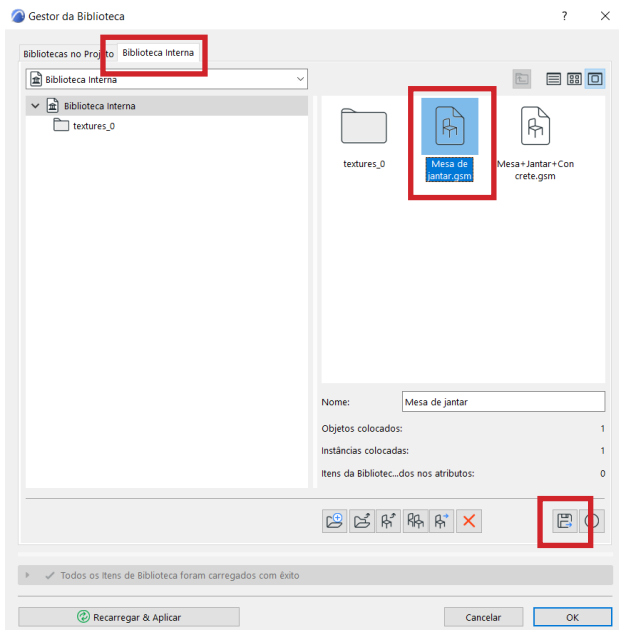 Gestor da Biblioteca
?
Bibliotecas no Projeto
Biblioteca Interna
Biblioteca Interna
Biblioteca Interna
textures_0
textures_0
Mesa de
jantar.gsm
Mesa+Jantar+Con
crete.gsm
Nome:
Mesa de jantar
Objetos colocados: 1
Instâncias colocadas: 1
Itens da Bibliotec...dos nos atributos: 0
Todos os Itens de Biblioteca foram carregados com êxito
Recarregar & Aplicar
Cancelar
OK